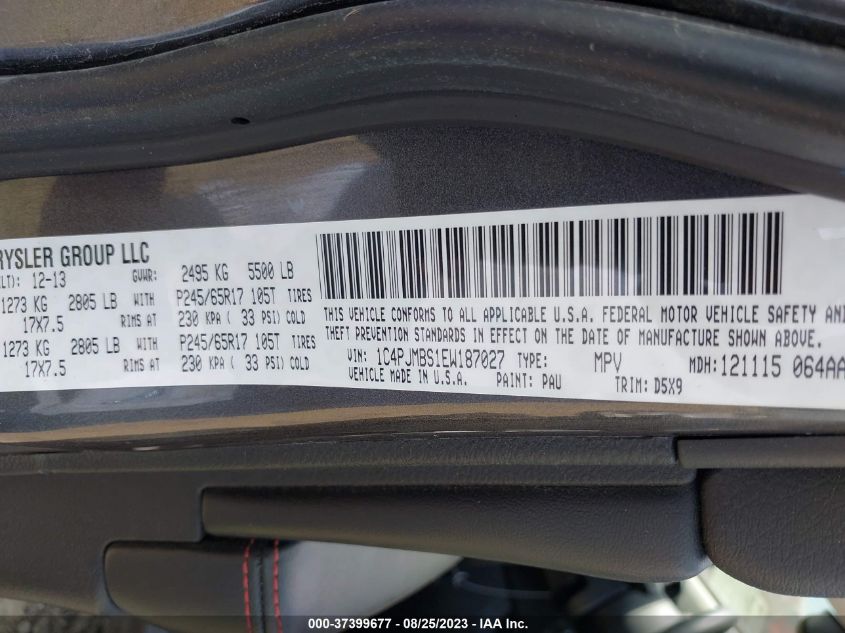 RYSLER GROUP LLC
LT): 12-13 GVWR: 2495 KG 5500 LB
1273 KG 2805 LB WITH P245/65R17 105T TIRES
17X7.5 RIMS AT 230 KPA ( 33 PSI) COLD
1273 KG 2805 LB WITH P245/65R17 105T TIRES
17X7.5 RIMS AT 230 KPA ( 33 PSI) COLD
THIS VEHICLE CONFORMS TO ALL APPLICABLE U.S.A. FEDERAL MOTOR VEHICLE SAFETY AND
THEFT PREVENTION STANDARDS IN EFFECT ON THE DATE OF MANUFACTURE SHOWN ABOVE.
VIN: 1C4PJMBS1EW187027 TYPE: MPV MDH:121115 064AA
VEHICLE MADE IN U.S.A. PAINT: PAU TRIM: D5X9
000-37399677 - 08/25/2023 - IAAI.com